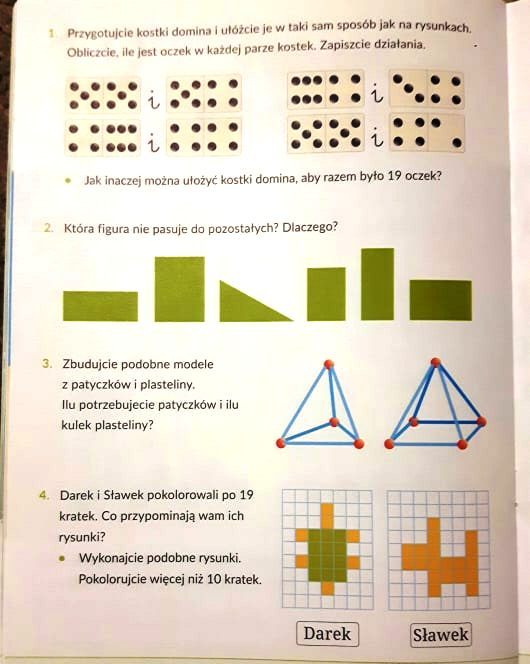 1. Przygotujcie kostki domina i ułóżcie je w taki sam sposób jak na rysunkach.
Obliczcie, ile jest oczek w każdej parze kostek. Zapiszcie działania.
i
i
i
i
• Jak inaczej można ułożyć kostki domina, aby razem było 19 oczek?
2. Która figura nie pasuje do pozostałych? Dlaczego?
3. Zbudujcie podobne modele
z patyczków i plasteliny.
Ilu potrzebujecie patyczków i ilu
kulek plasteliny?
4. Darek i Sławek pokolorowali po 19
kratek. Co przypominają wam ich
rysunki?
• Wykonajcie podobne rysunki.
Pokolorujcie więcej niż 10 kratek.
Darek
Sławek